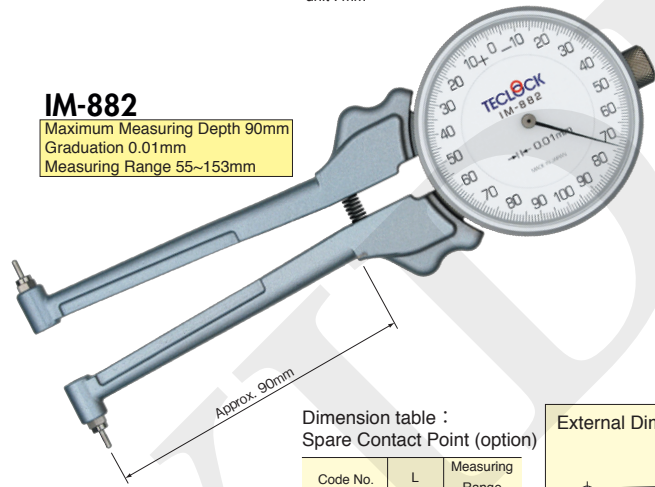 IM-882
Maximum Measuring Depth 90mm
Graduation 0.01mm
Measuring Range 55~153mm
20 10 + 0 – 10 20 30 40 50 60 70 80 90 100 90 80 70 60 50 40 30
TECLOCK
IM-882
0.01mm
Approx. 90mm
Dimension table :
Spare Contact Point (option)
External Dim
Code No.
L
Measuring